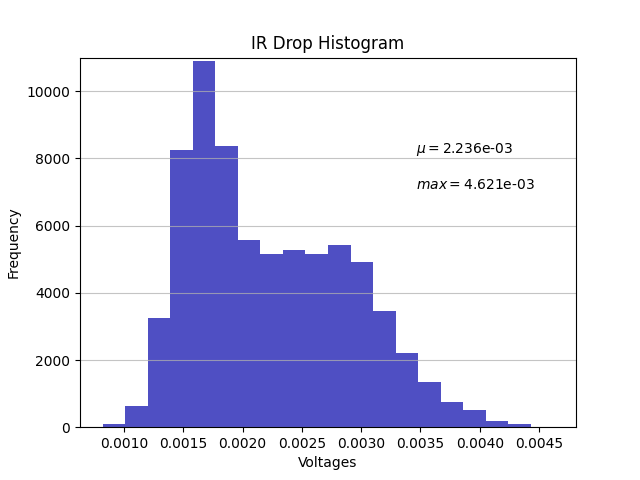 IR Drop Histogram
10000
8000
6000
4000
2000
0
Frequency
μ = 2.236e-03
max = 4.621e-03
0.0010 0.0015 0.0020 0.0025 0.0030 0.0035 0.0040 0.0045
Voltages